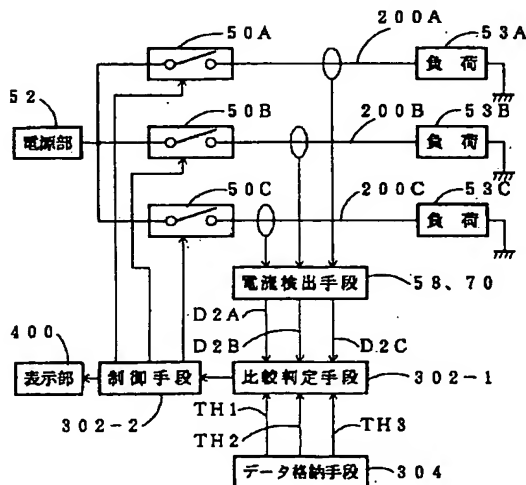 50A
200A
53A
負荷
52
50B
200B
53B
電源部
負荷
50C
200C
53C
負荷
電流検出手段
58、70
D2A
D2B
D2C
400
表示部
制御手段
比較判定手段
302-1
302-2
TH1
TH2
TH3
データ格納手段
304